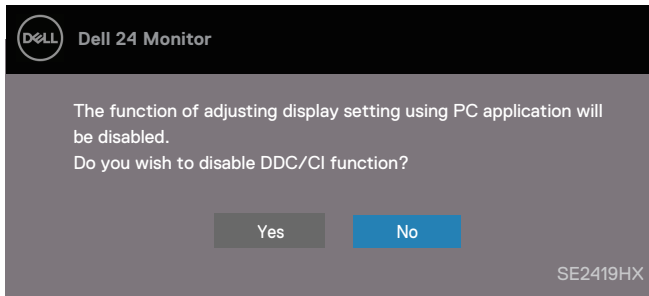 DELL Dell 24 Monitor
The function of adjusting display setting using PC application will
be disabled.
Do you wish to disable DDC/CI function?
Yes No
SE2419HX